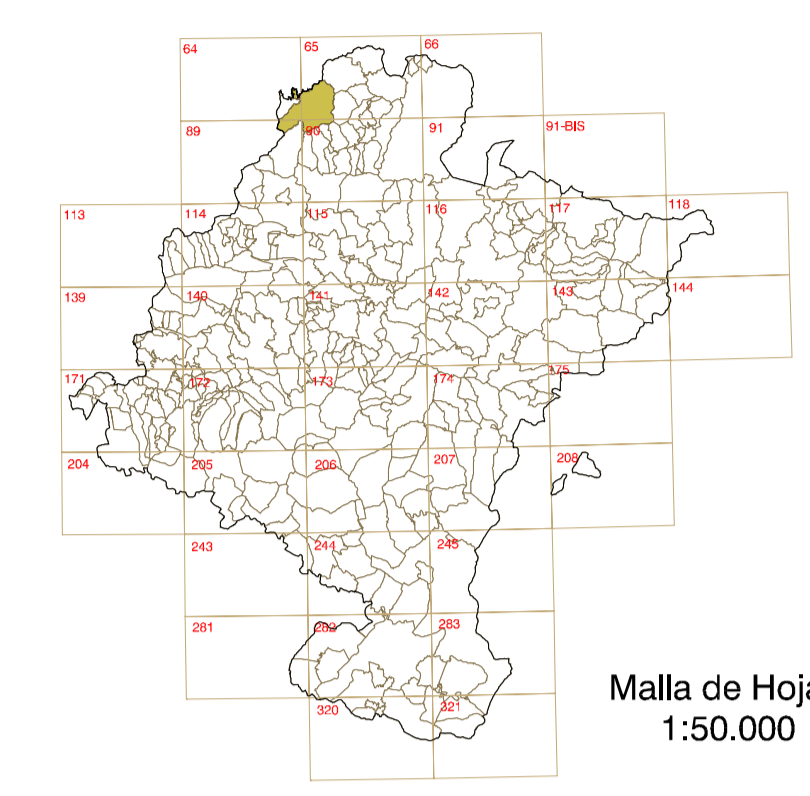 64 65 66
89 90 91 91-BIS
113 114 115 116 117 118
139 140 141 142 143 144
171 172 173 174 175
204 205 206 207 208
243 244 245
281 282 283
320 321
Malla de Hoja
1:50.000